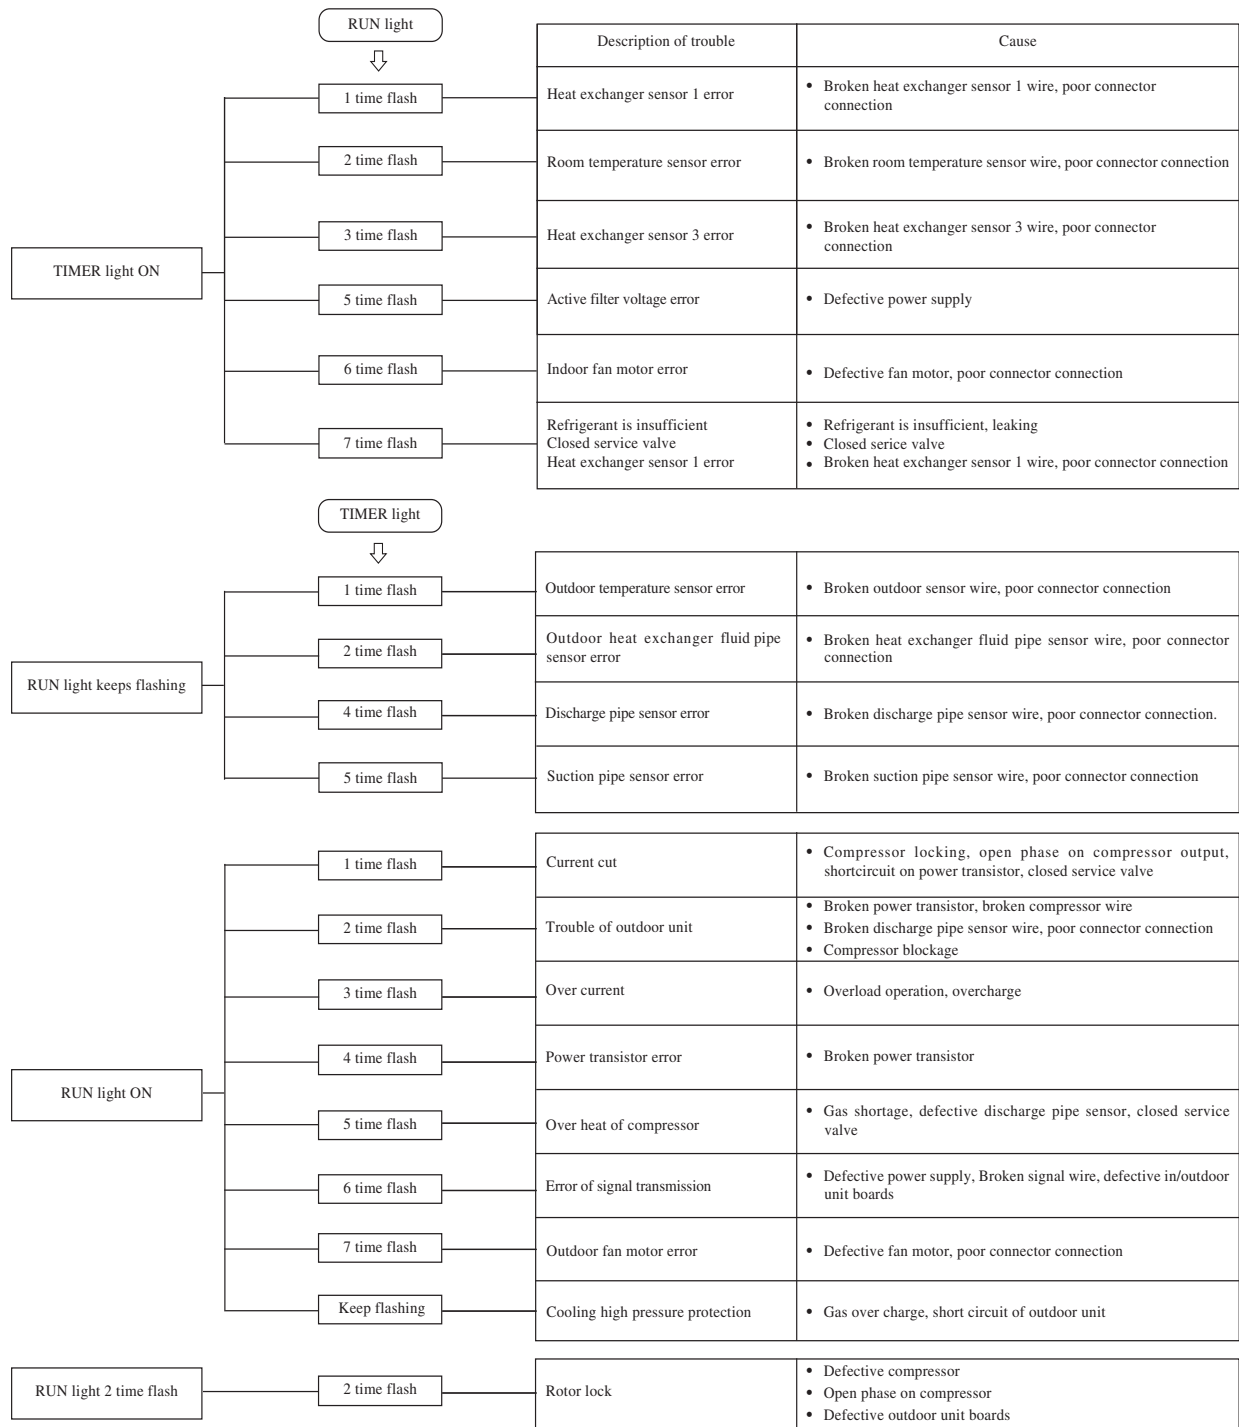 RUN light
Description of trouble
Cause
TIMER light ON
1 time flash
Heat exchanger sensor 1 error
• Broken heat exchanger sensor 1 wire, poor connector
connection
2 time flash
Room temperature sensor error
• Broken room temperature sensor wire, poor connector connection
3 time flash
Heat exchanger sensor 3 error
• Broken heat exchanger sensor 3 wire, poor connector
connection
5 time flash
Active filter voltage error
• Defective power supply
6 time flash
Indoor fan motor error
• Defective fan motor, poor connector connection
7 time flash
Refrigerant is insufficient
Closed service valve
Heat exchanger sensor 1 error
• Refrigerant is insufficient, leaking
• Closed serice valve
• Broken heat exchanger sensor 1 wire, poor connector connection
TIMER light
RUN light keeps flashing
1 time flash
Outdoor temperature sensor error
• Broken outdoor sensor wire, poor connector connection
2 time flash
Outdoor heat exchanger fluid pipe
sensor error
• Broken heat exchanger fluid pipe sensor wire, poor connector
connection
4 time flash
Discharge pipe sensor error
• Broken discharge pipe sensor wire, poor connector connection.
5 time flash
Suction pipe sensor error
• Broken suction pipe sensor wire, poor connector connection
RUN light ON
1 time flash
Current cut
• Compressor locking, open phase on compressor output,
shortcircuit on power transistor, closed service valve
2 time flash
Trouble of outdoor unit
• Broken power transistor, broken compressor wire
• Broken discharge pipe sensor wire, poor connector connection
• Compressor blockage
3 time flash
Over current
• Overload operation, overcharge
4 time flash
Power transistor error
• Broken power transistor
5 time flash
Over heat of compressor
• Gas shortage, defective discharge pipe sensor, closed service
valve
6 time flash
Error of signal transmission
• Defective power supply, Broken signal wire, defective in/outdoor
unit boards
7 time flash
Outdoor fan motor error
• Defective fan motor, poor connector connection
Keep flashing
Cooling high pressure protection
• Gas over charge, short circuit of outdoor unit
RUN light 2 time flash
2 time flash
Rotor lock
• Defective compressor
• Open phase on compressor
• Defective outdoor unit boards